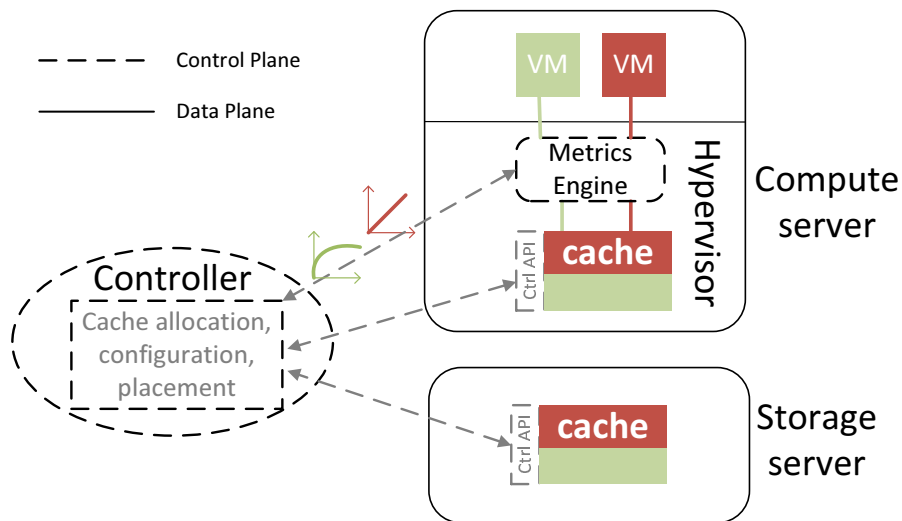 Control Plane
Data Plane
VM
VM
Metrics
Engine
Hypervisor
Compute
server
Ctrl API
cache
Controller
Cache allocation,
configuration,
placement
Ctrl API
cache
Storage
server